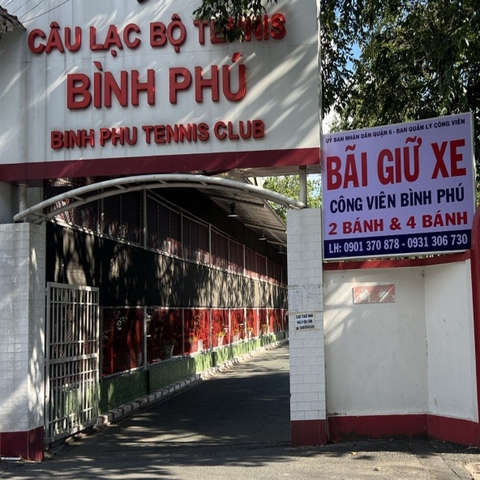 CÂU LẠC BỘ TENNIS
BÌNH PHÚ
BINH PHU TENNIS CLUB
UỶ BAN NHÂN DÂN QUẬN 6 - BAN QUẢN LÝ CÔNG VIÊN
BÃI GIỮ XE
CÔNG VIÊN BÌNH PHÚ
2 BÁNH & 4 BÁNH
LH: 0901 370 878 - 0931 306 730